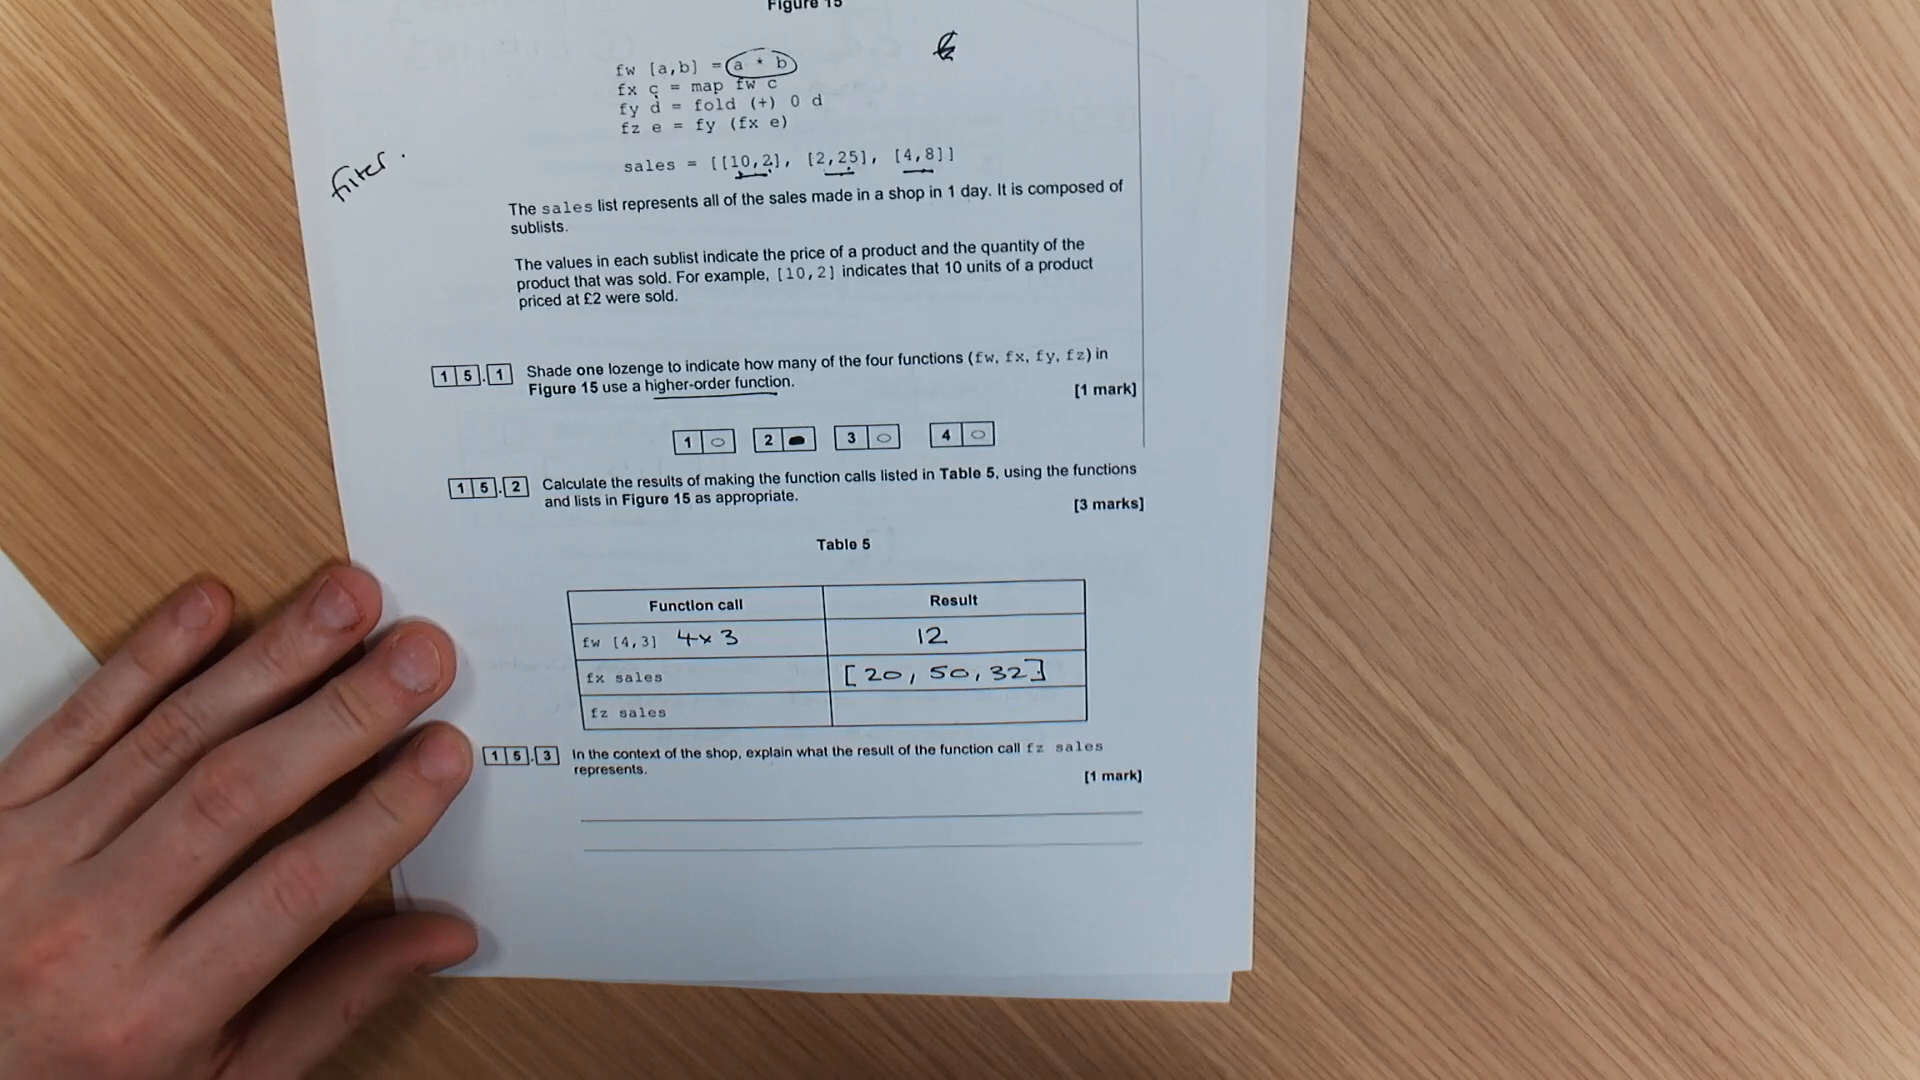 Figure 15
fw [a,b] = a * b
fx c = map fw c
fy d = fold (+) 0 d
fz e = fy (fx e)
sales = [[10,2], [2,25], [4,8]]
filter.
The sales list represents all of the sales made in a shop in 1 day. It is composed of
sublists.
The values in each sublist indicate the price of a product and the quantity of the
product that was sold. For example, [10,2] indicates that 10 units of a product
priced at £2 were sold.
1 5 . 1 Shade one lozenge to indicate how many of the four functions (fw, fx, fy, fz) in
Figure 15 use a higher-order function.
[1 mark]
1 2 3 4
1 5 . 2 Calculate the results of making the function calls listed in Table 5, using the functions
and lists in Figure 15 as appropriate.
[3 marks]
Table 5
Function call Result
fw [4,3] 4x3 12
fx sales [20, 50, 32]
fz sales
1 5 . 3 In the context of the shop, explain what the result of the function call fz sales
represents.
[1 mark]